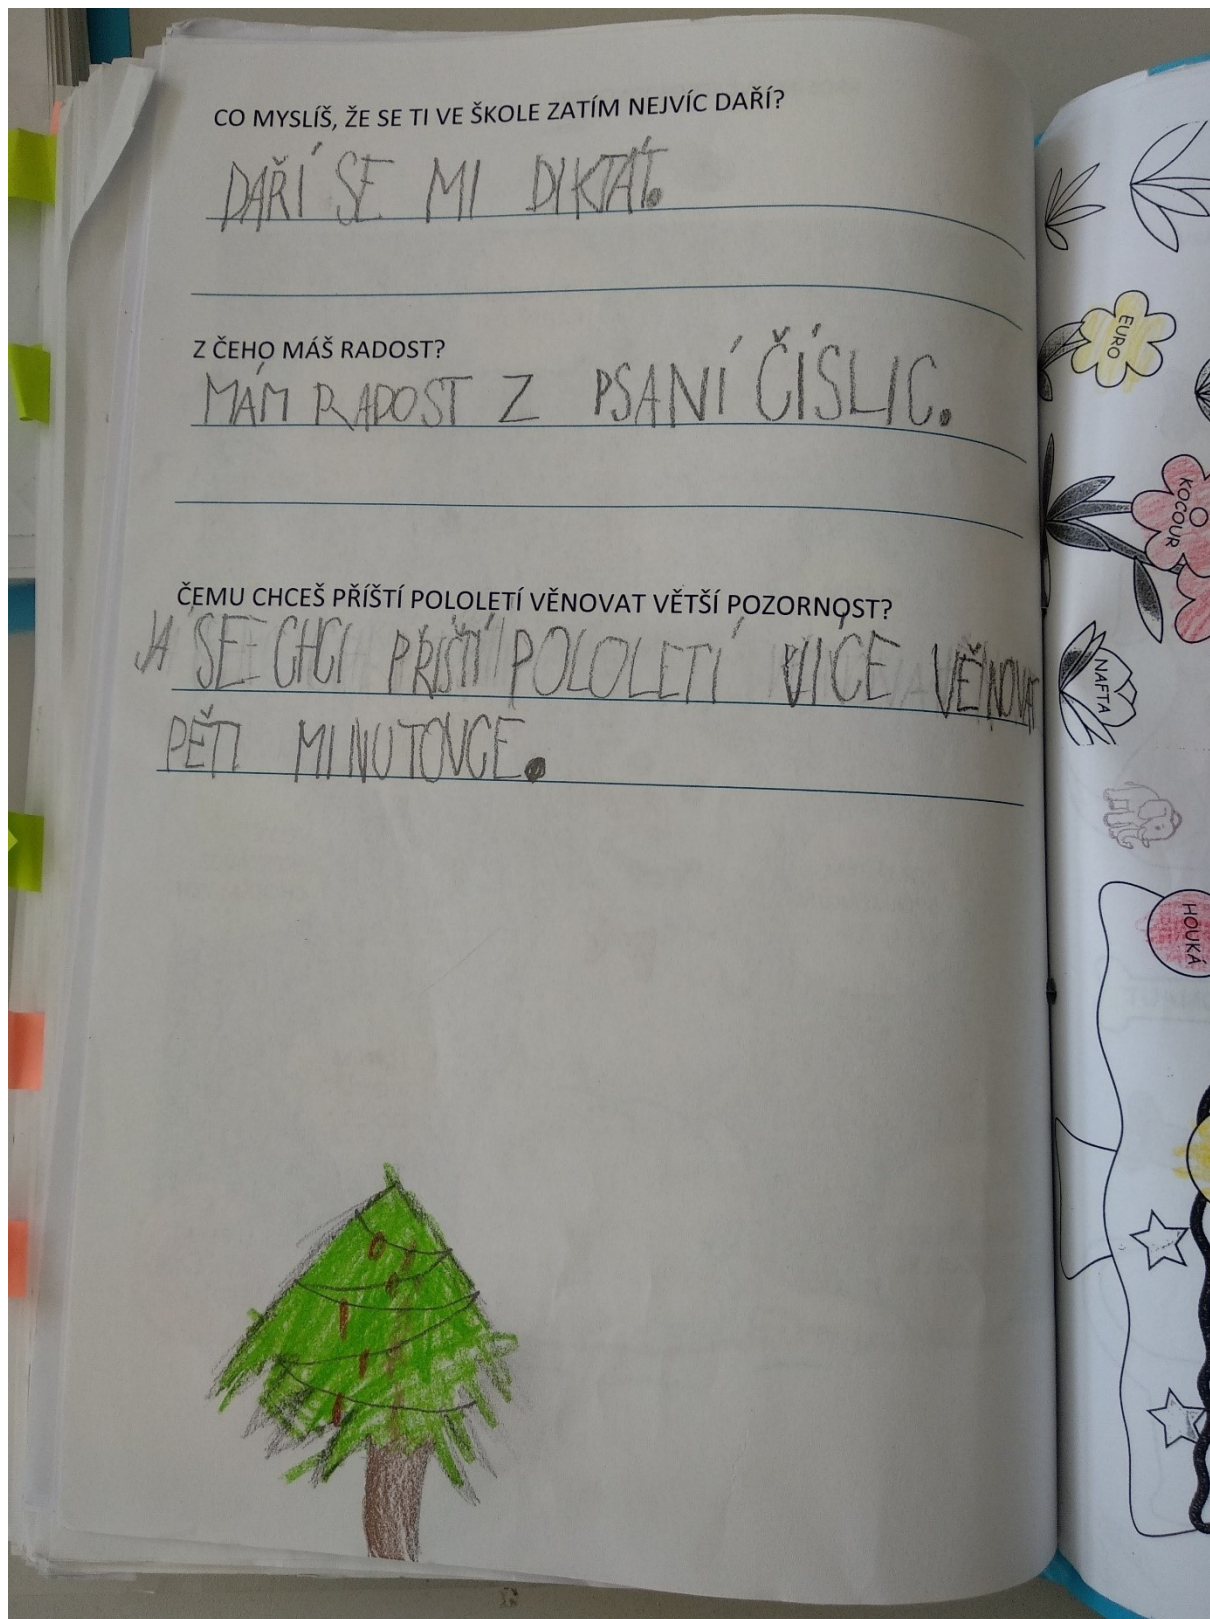 CO MYSLÍŠ, ŽE SE TI VE ŠKOLE ZATÍM NEJVÍC DAŘÍ?
DAŘÍ SE MI DIKTÁT.
Z ČEHO MÁŠ RADOST?
MÁM RADOST Z PSANÍ ČÍSLIC.
ČEMU CHCEŠ PŘÍŠTÍ POLOLETÍ VĚNOVAT VĚTŠÍ POZORNOST?
JÁ SE CHCI PŘÍŠTÍ POLOLETÍ VÍCE VĚNOVAT
PĚTI MINUTOVCE.
EURO
KOCOUR
NAFTA
HOUKÁ